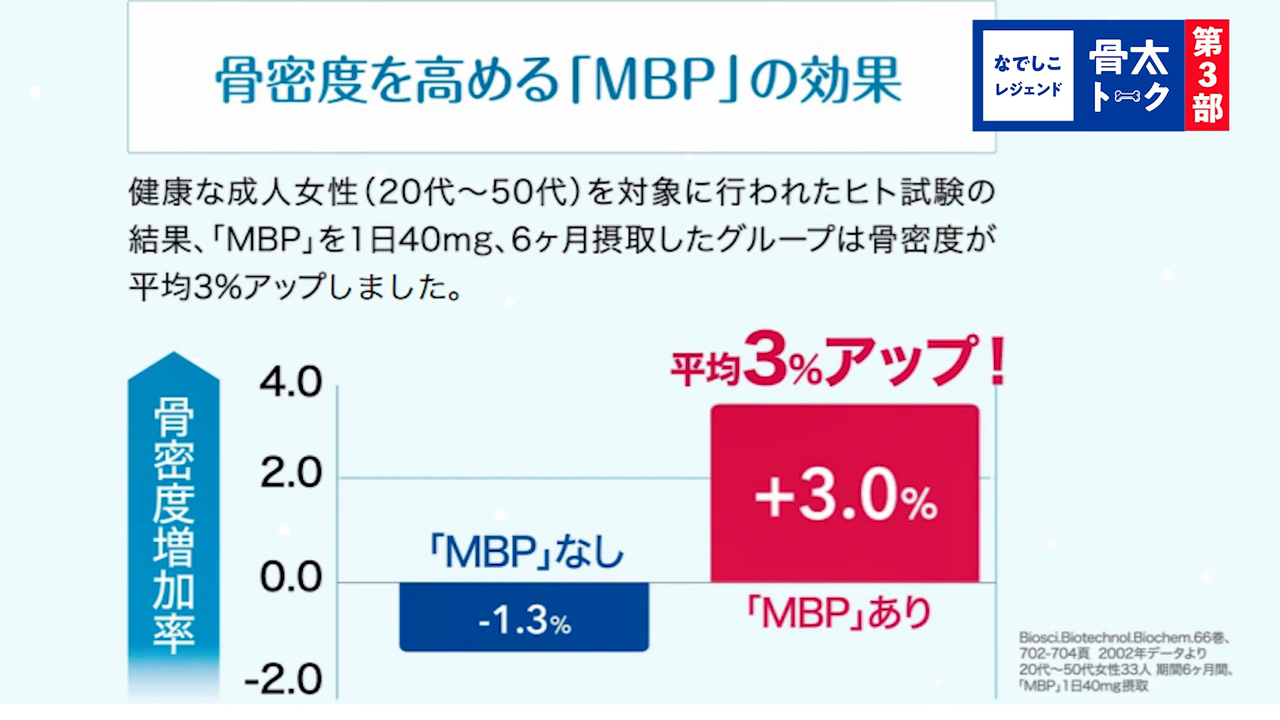 骨密度を高める「MBP」の効果
なでしこ
レジェンド
骨太
トーク
第3部
健康な成人女性（20代～50代）を対象に行われたヒト試験の
結果、「MBP」を1日40mg、6ヶ月摂取したグループは骨密度が
平均3%アップしました。
平均3%アップ！
骨密度増加率
4.0
2.0
0.0
-2.0
「MBP」なし
-1.3%
+3.0%
「MBP」あり
Biosci.Biotechnol.Biochem.66巻、
702-704頁 2002年データより
20代～50代女性33人 期間6ヶ月間、
「MBP」1日40mg摂取